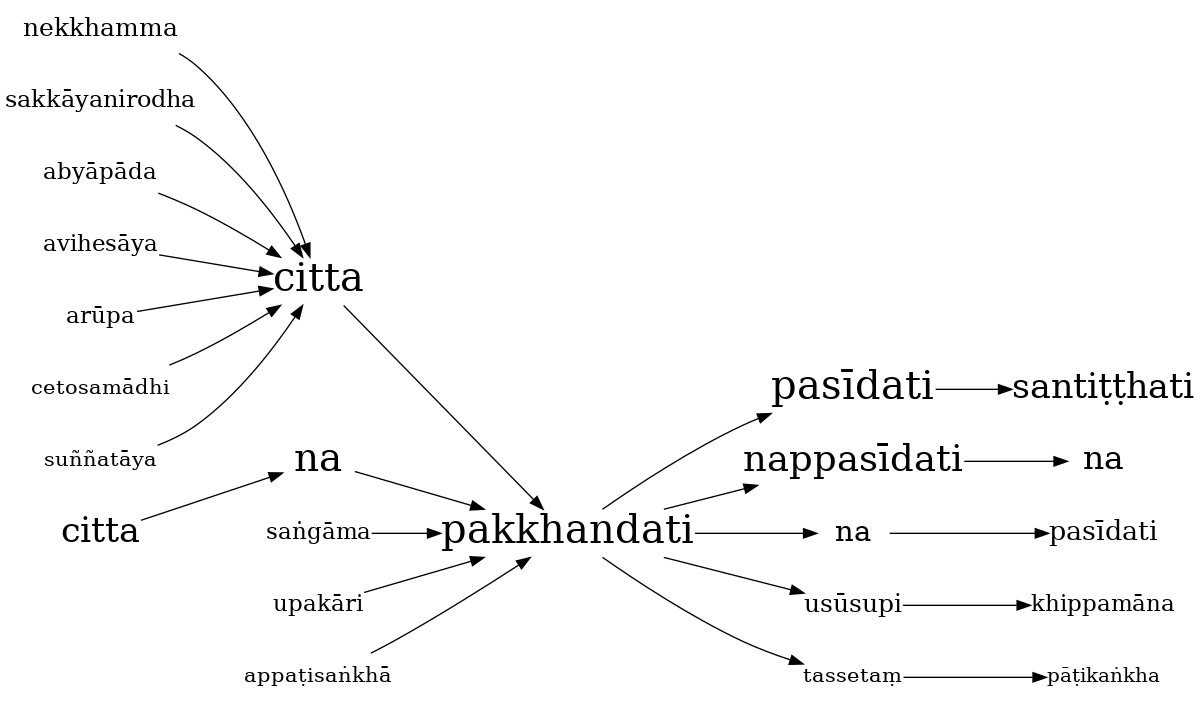 nekkhamma
sakkāyanirodha
abyāpāda
avihesāya
citta
arūpa
cetosamādhi
pasīdati santiṭṭhati
suññatāya na nappasīdati na
citta saṅgāma pakkhandati na pasīdati
upakāri usūsupi khippamāna
appaṭisaṅkhā tassetaṃ pāṭikaṅkha